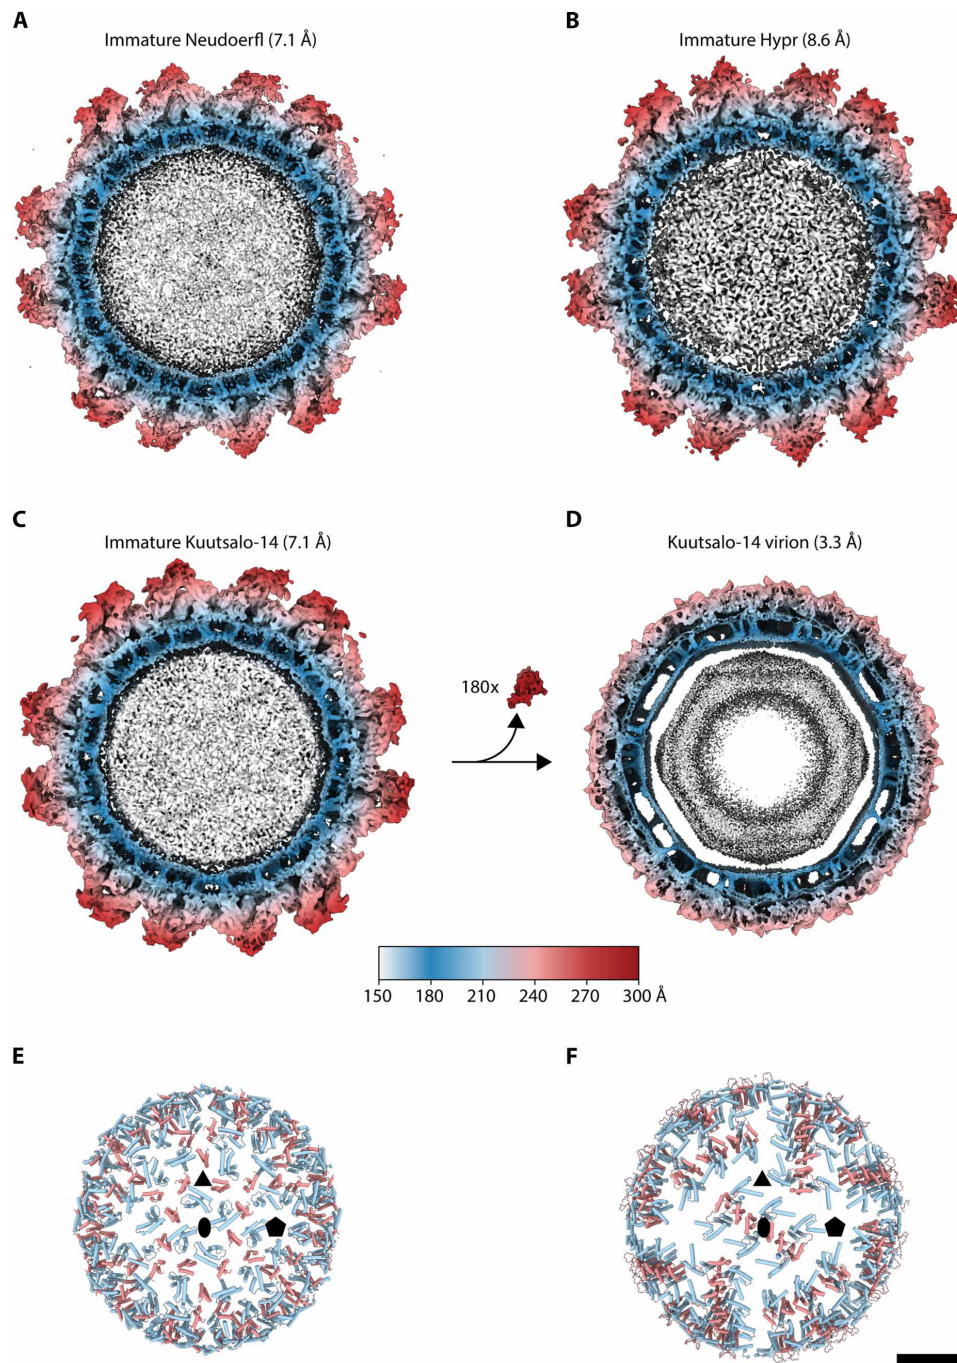 A
Immature Neudoerfl (7.1 Å)
B
Immature Hypr (8.6 Å)
C
Immature Kuutsalo-14 (7.1 Å)
D
Kuutsalo-14 virion (3.3 Å)
180x
150 180 210 240 270 300 Å
E
F